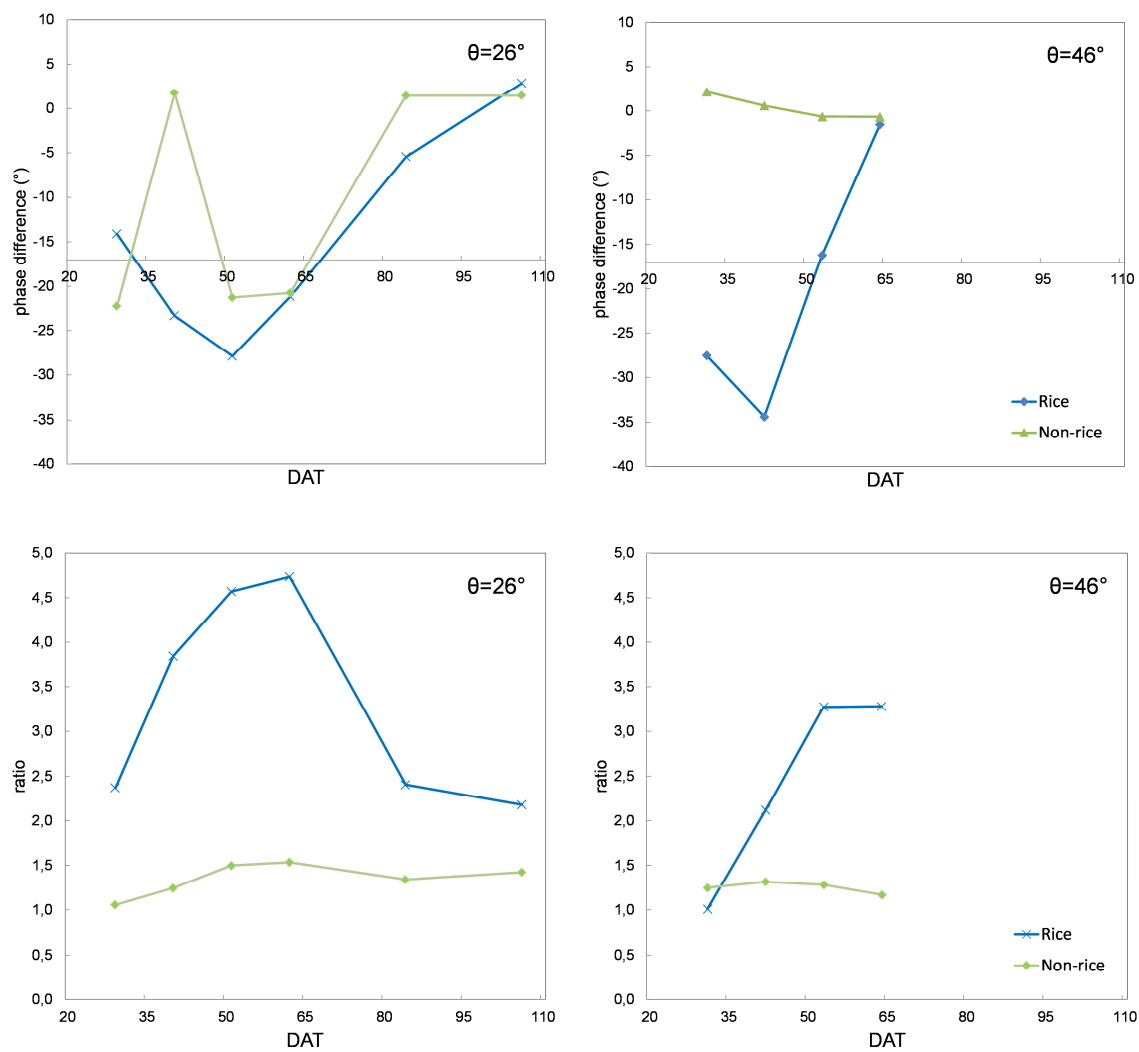 10
5
0
-5
-10
-15
-20
-25
-30
-35
-40
phase difference (°)
θ=26°
20 35 50 65 80 95 110
DAT
10
5
0
-5
-10
-15
-20
-25
-30
-35
-40
phase difference (°)
θ=46°
20 35 50 65 80 95 110
Rice
Non-rice
DAT
5,0
4,5
4,0
3,5
3,0
2,5
2,0
1,5
1,0
0,5
0,0
ratio
θ=26°
20 35 50 65 80 95 110
DAT
5,0
4,5
4,0
3,5
3,0
2,5
2,0
1,5
1,0
0,5
0,0
ratio
θ=46°
Rice
Non-rice
20 35 50 65 80 95 110
DAT